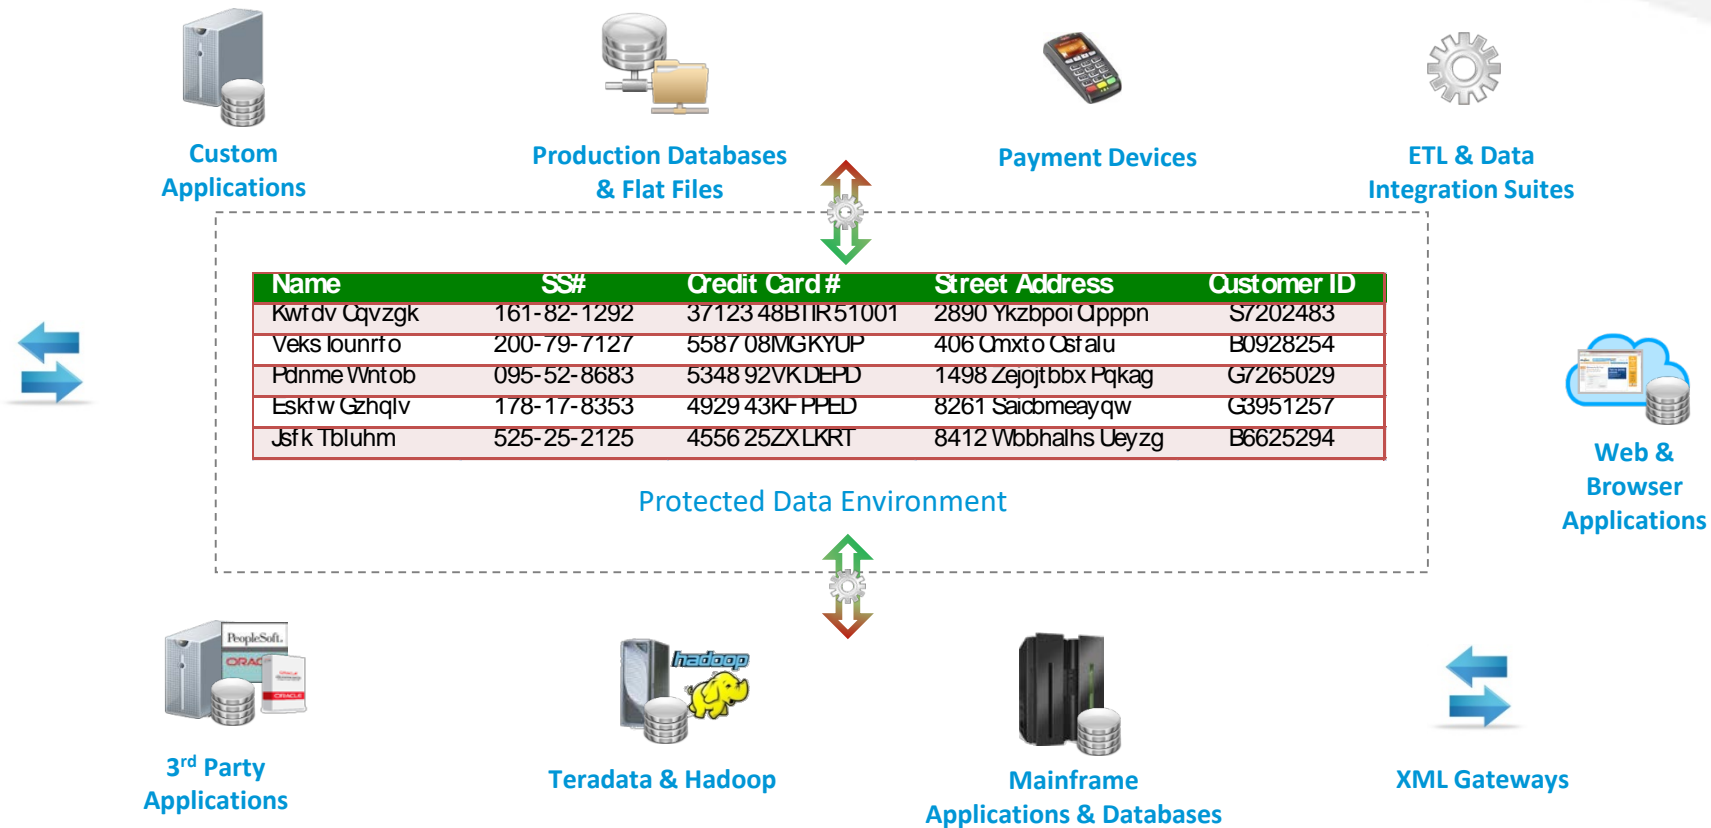 Custom
Applications
Production Databases
& Flat Files
Payment Devices
ETL & Data
Integration Suites
Name SS# Credit Card # Street Address Customer ID
Kwfdv Cqvzgk 161-82-1292 37123 48BTIR51001 2890 Ykzbpoi Clpppn S7202483
Veks Iounrfo 200-79-7127 5587 08MGKYUP 406 Cmxto Osfalu B0928254
Pdnme Wntob 095-52-8683 5348 92VKDEPD 1498 Zejojtbbx Pqkag G7265029
Eskfw Gzhqlv 178-17-8353 4929 43KFPPED 8261 Saicbmeayqw G3951257
Jsfk Tbluhm 525-25-2125 4556 25ZXLKRT 8412 Wbbhalhs Ueyzg B6625294
Protected Data Environment
Web &
Browser
Applications
PeopleSoft.
ORAC
ORACLE
hadoop
3rd Party
Applications
Teradata & Hadoop
Mainframe
Applications & Databases
XML Gateways